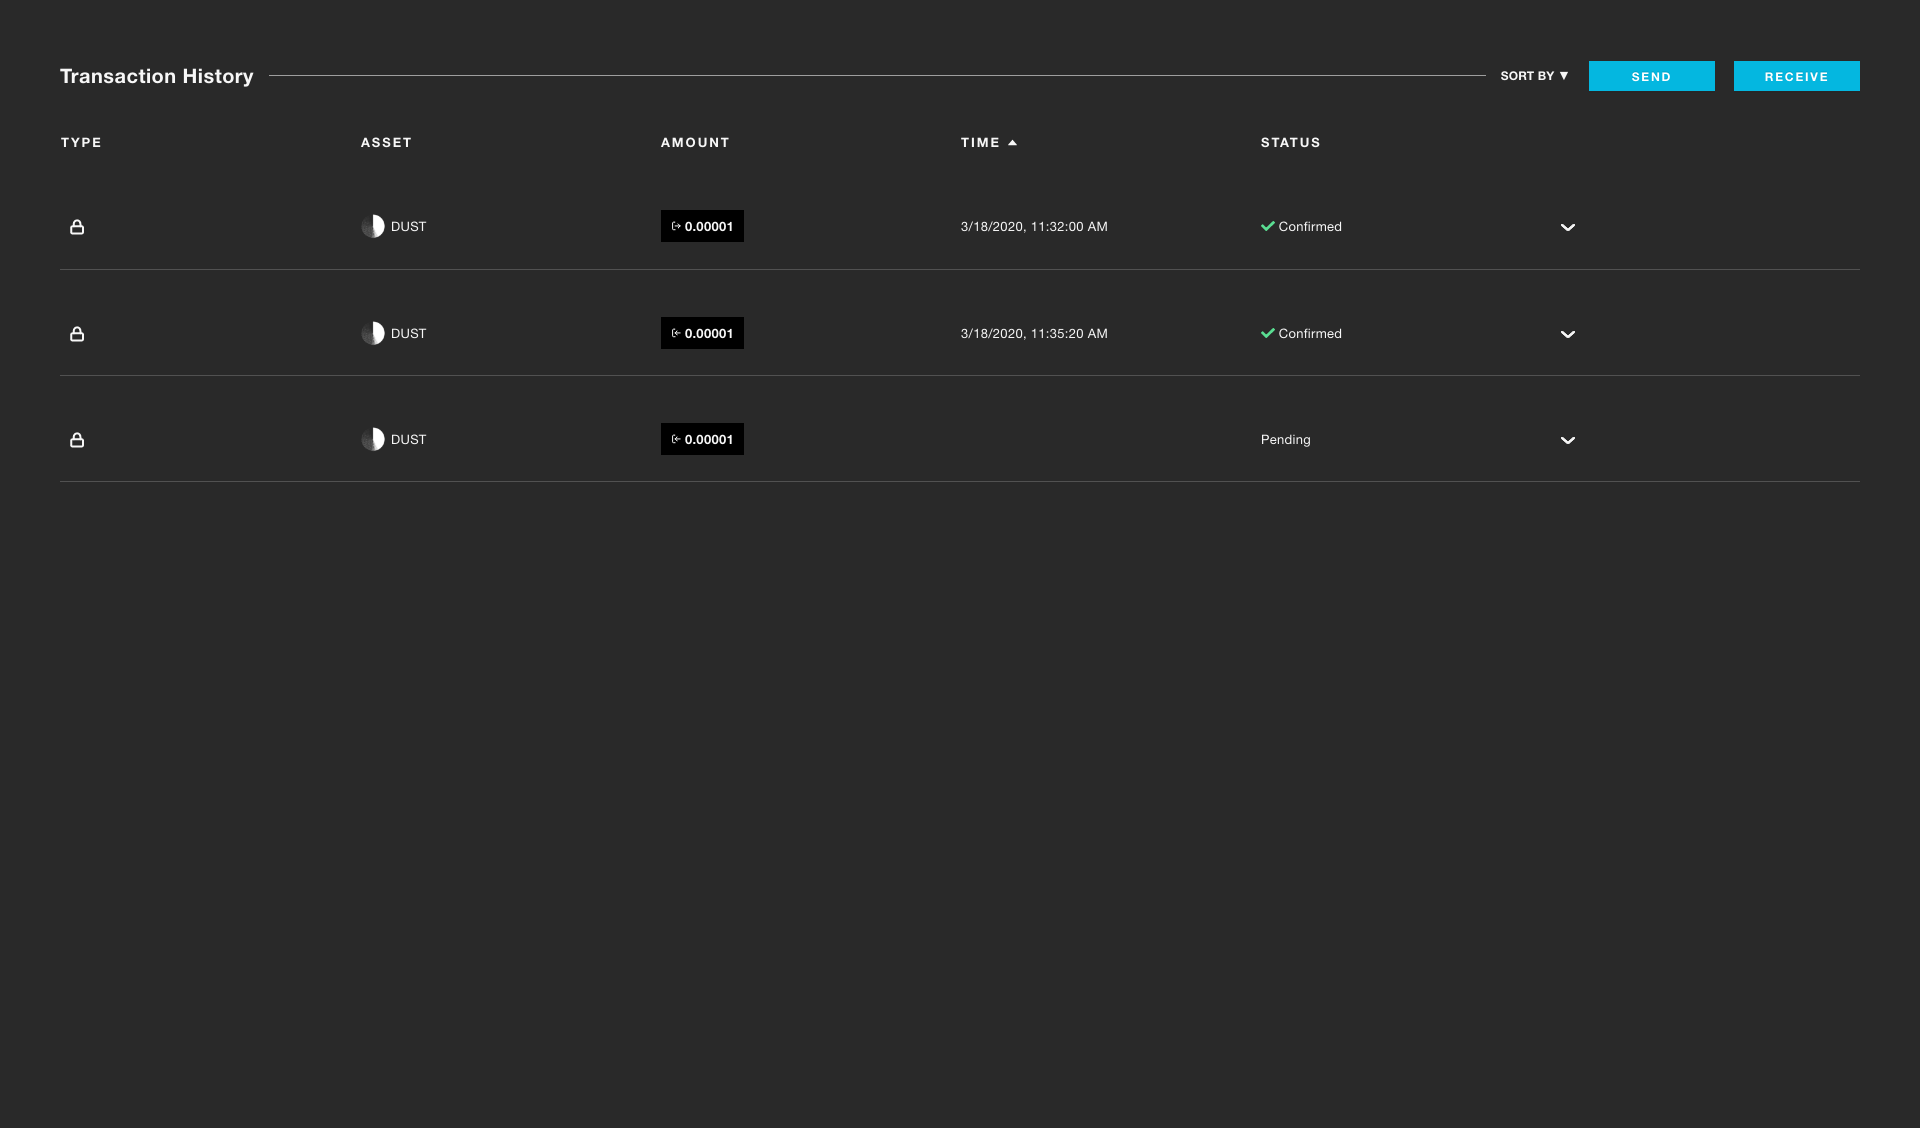 Transaction History SORT BY ▼ SEND RECEIVE
TYPE ASSET AMOUNT TIME ▲ STATUS
DUST 0.00001 3/18/2020, 11:32:00 AM Confirmed
DUST 0.00001 3/18/2020, 11:35:20 AM Confirmed
DUST 0.00001 Pending